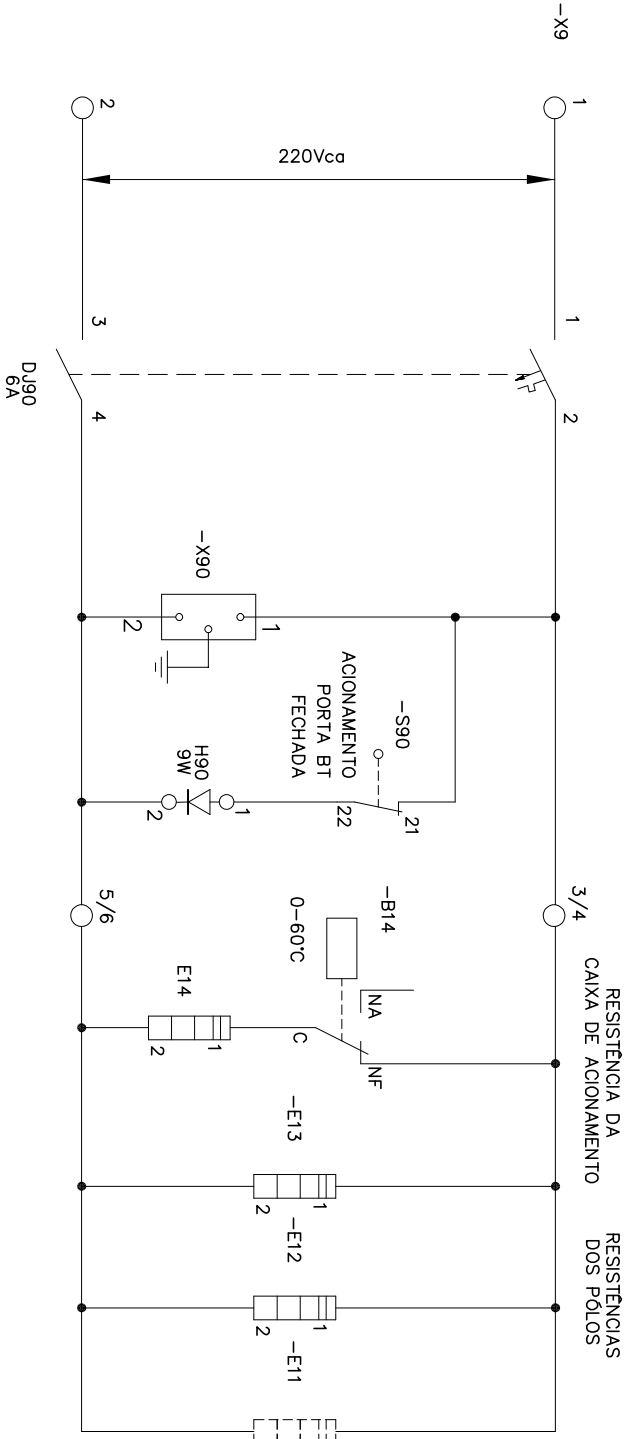 -X9
1
2
220Vca
1
3
2
4
DJ90
6A
-X90
1
2
-S90
ACIONAMENTO
PORTA BT
FECHADA
21
22
H90
9W
1
2
3/4
5/6
RESISTÊNCIA DA
CAIXA DE ACIONAMENTO
-B14
0-60°C
NA
NF
C
E14
1
2
-E13
1
2
RESISTÊNCIAS
DOS PÓLOS
-E12
1
2
-E11